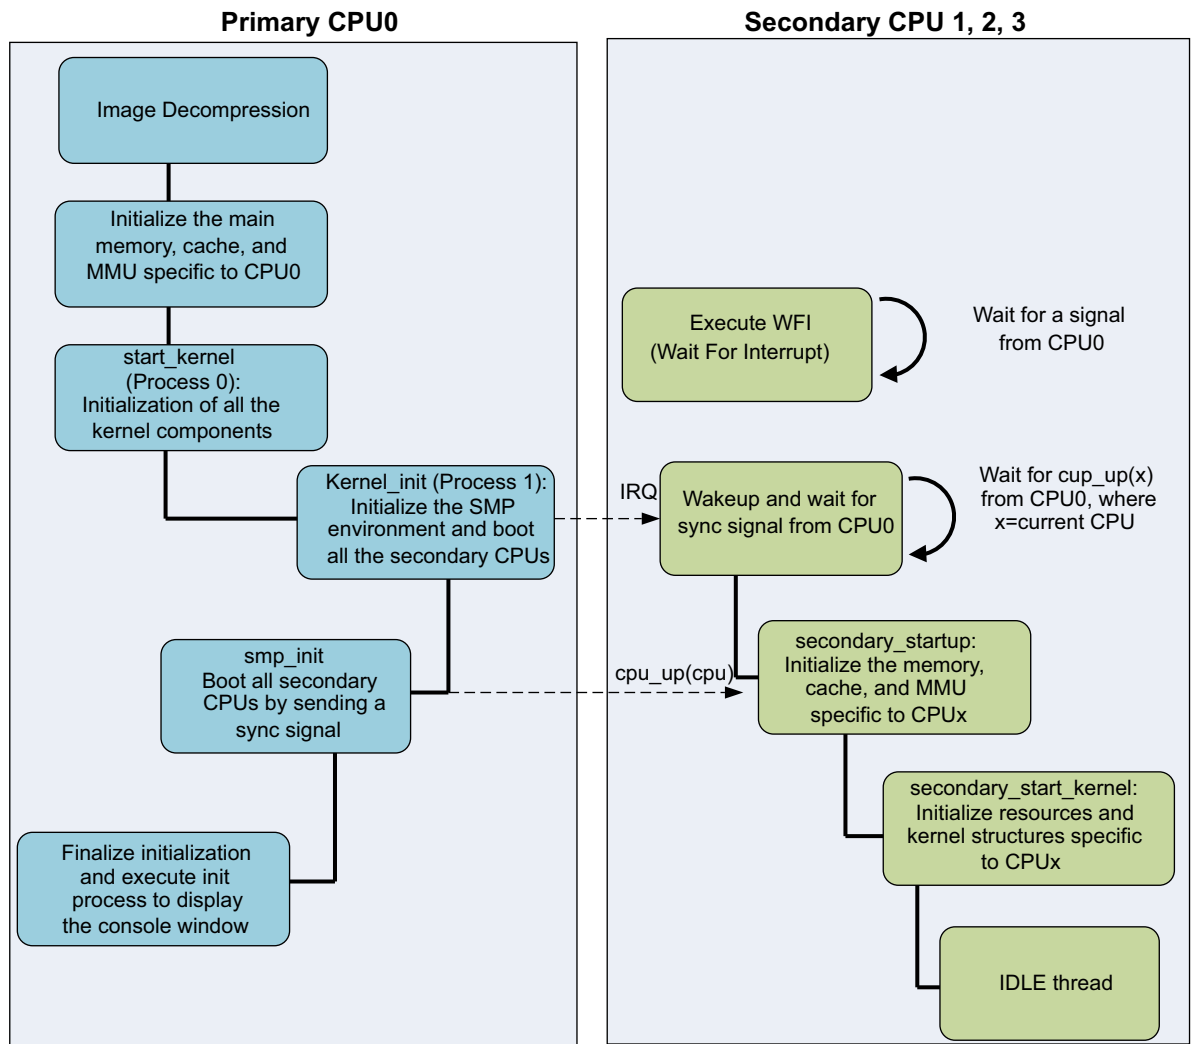 Primary CPU0
Image Decompression
Initialize the main
memory, cache, and
MMU specific to CPU0
start_kernel
(Process 0):
Initialization of all the
kernel components
Kernel_init (Process 1):
Initialize the SMP
environment and boot
all the secondary CPUs
smp_init
Boot all secondary
CPUs by sending a
sync signal
Finalize initialization
and execute init
process to display
the console window
Secondary CPU 1, 2, 3
Execute WFI
(Wait For Interrupt)
Wait for a signal
from CPU0
IRQ
Wakeup and wait for
sync signal from CPU0
Wait for cup_up(x)
from CPU0, where
x=current CPU
cpu_up(cpu)
secondary_startup:
Initialize the memory,
cache, and MMU
specific to CPUx
secondary_start_kernel:
Initialize resources and
kernel structures specific
to CPUx
IDLE thread